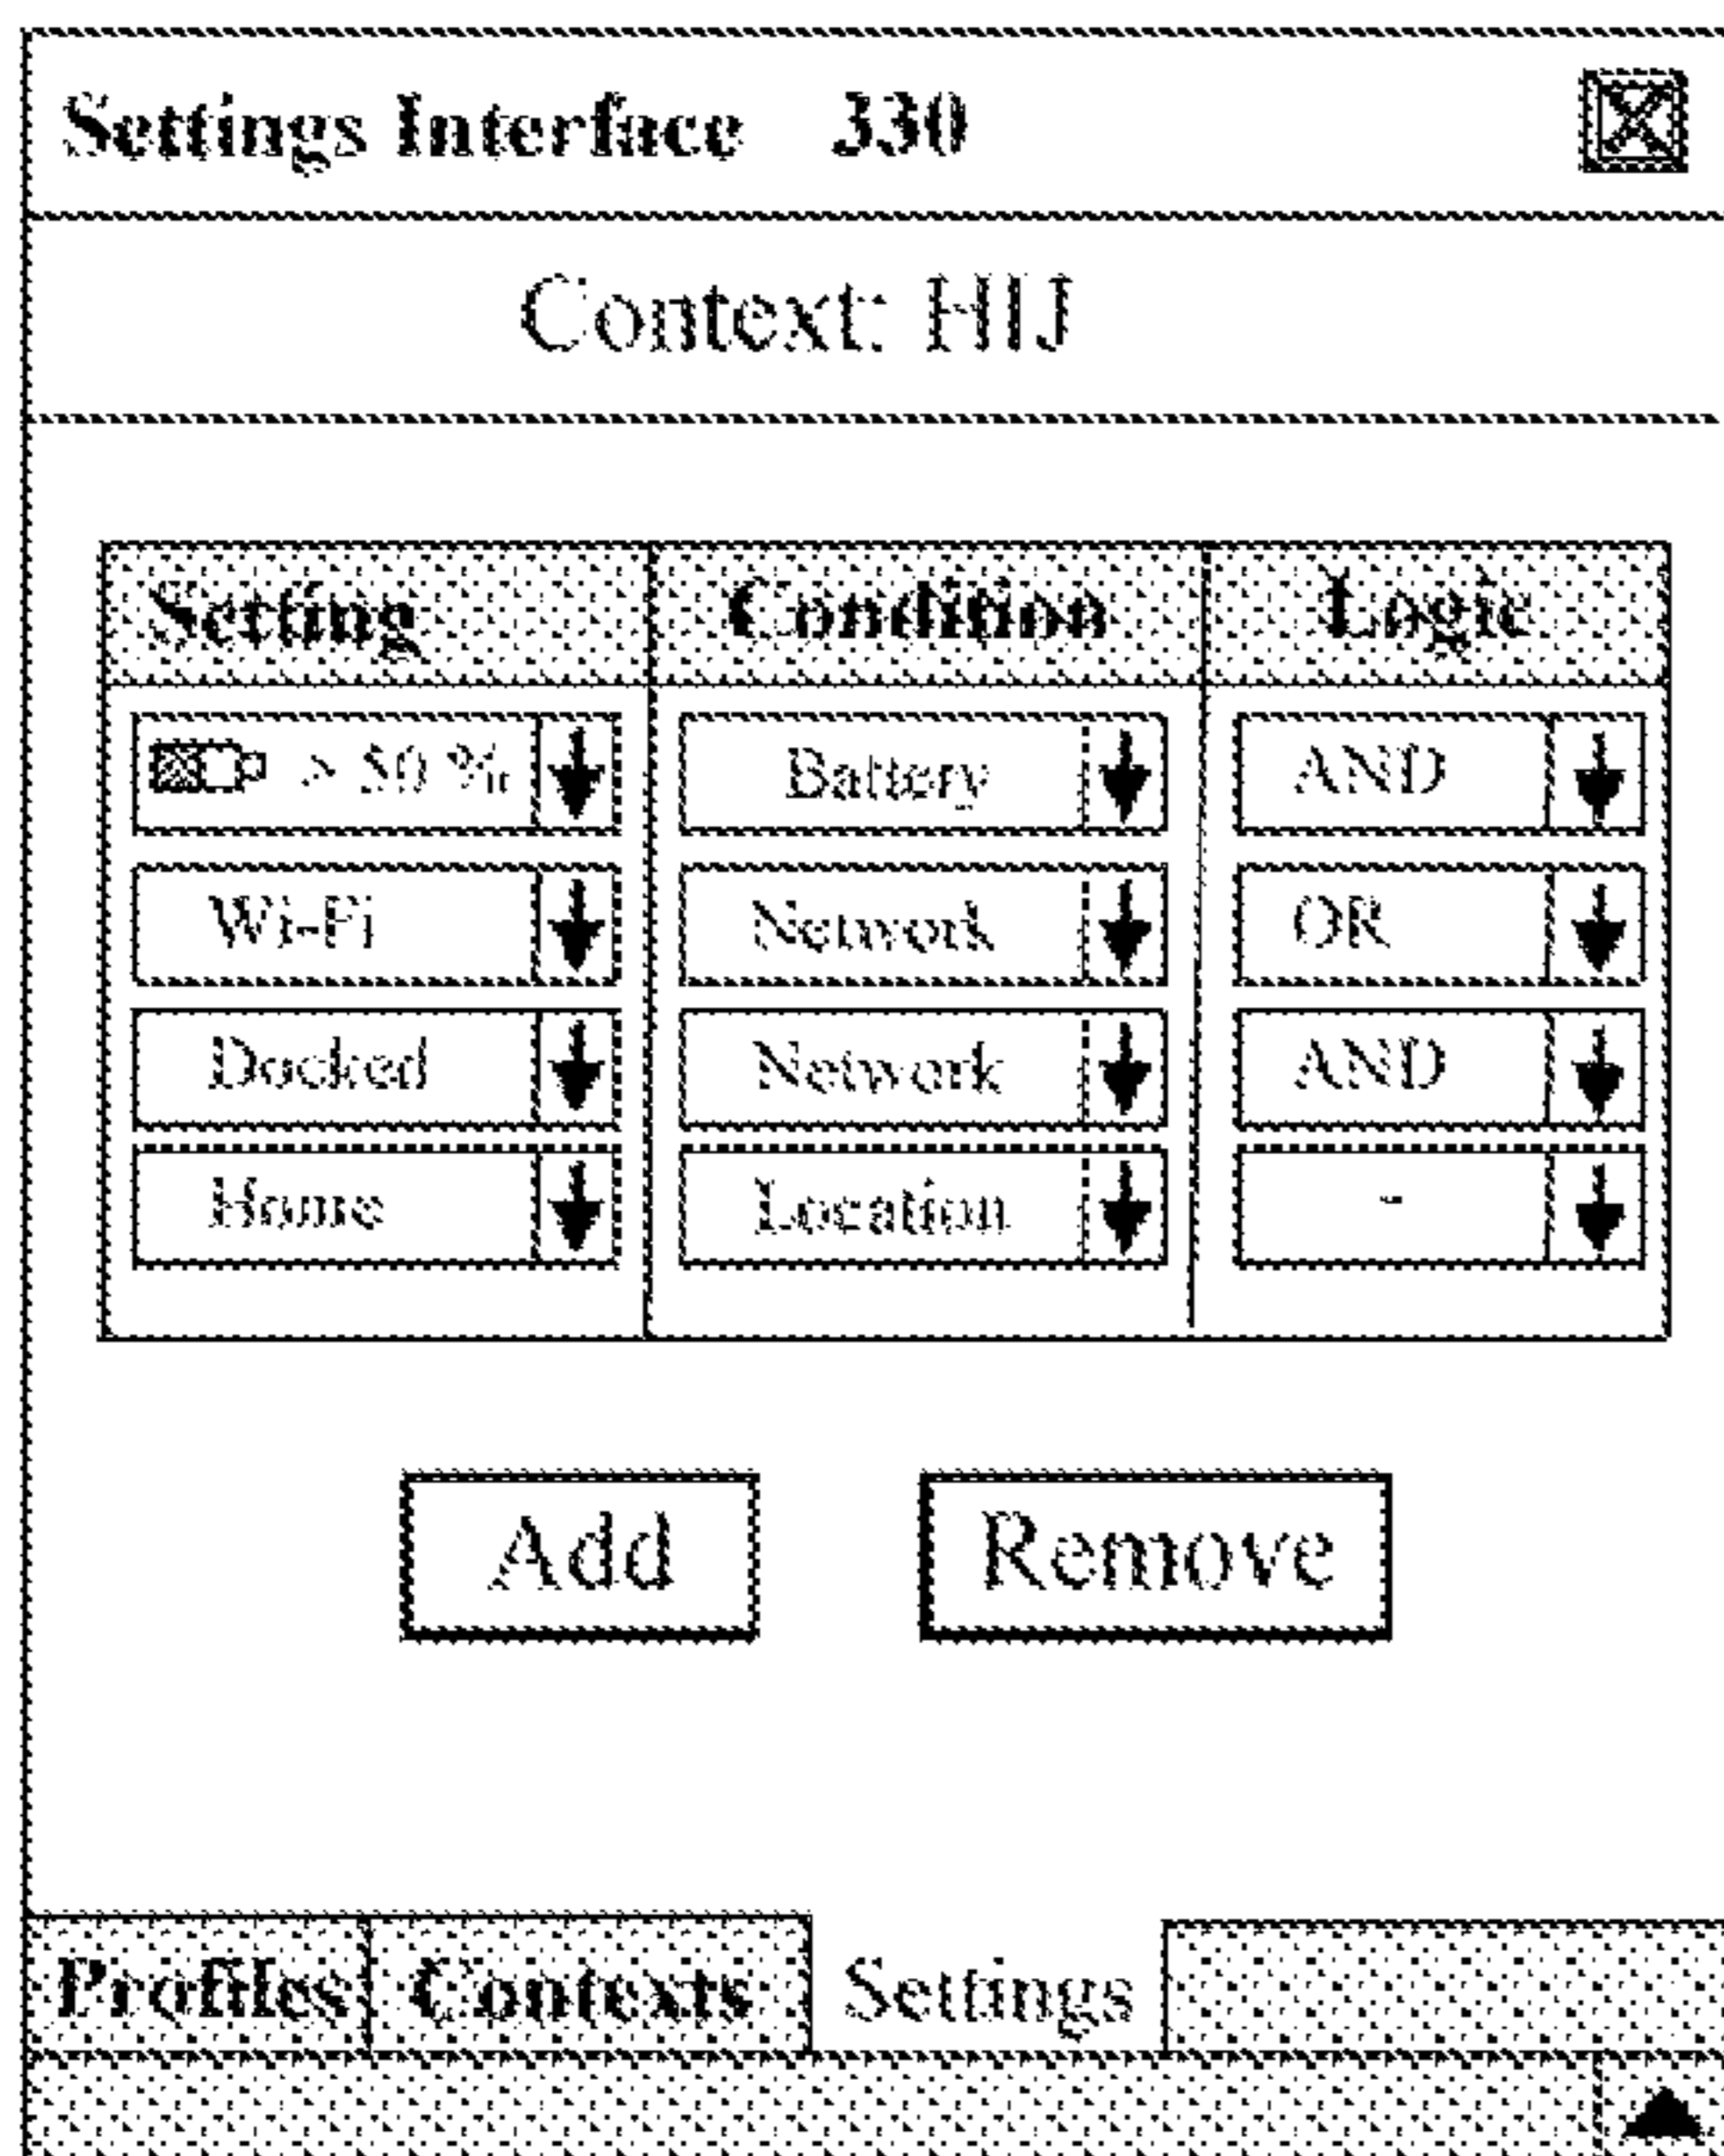 Settings Interface 330
Context: HIJ
Setting Condition Logic
> 50 % Battery AND
Wi-Fi Network OR
Docked Network AND
Home Location -
Add Remove
Profiles Contexts Settings